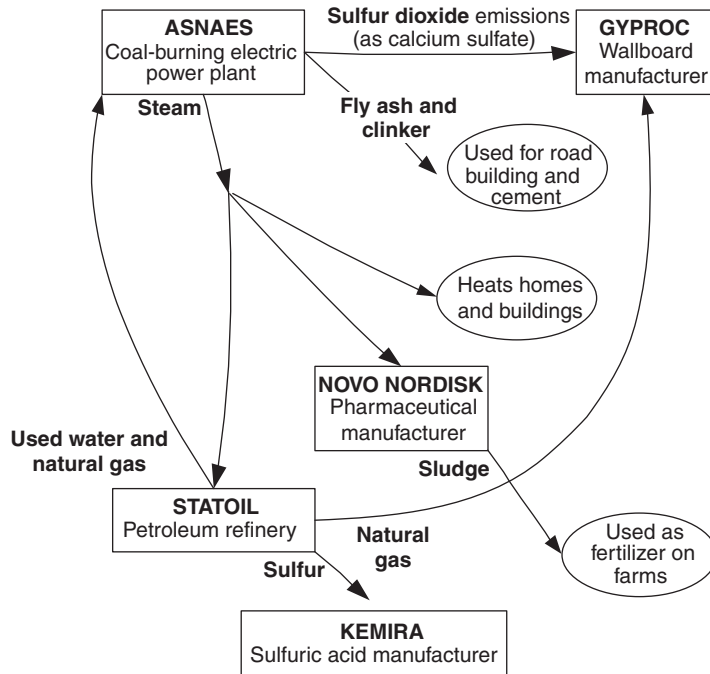 ASNAES
Coal-burning electric
power plant
Sulfur dioxide emissions
(as calcium sulfate)
GYPROC
Wallboard
manufacturer
Steam
Fly ash and
clinker
Used for road
building and
cement
Heats homes
and buildings
NOVO NORDISK
Pharmaceutical
manufacturer
Used water and
natural gas
Sludge
STATOIL
Petroleum refinery
Natural
gas
Used as
fertilizer on
farms
Sulfur
KEMIRA
Sulfuric acid manufacturer